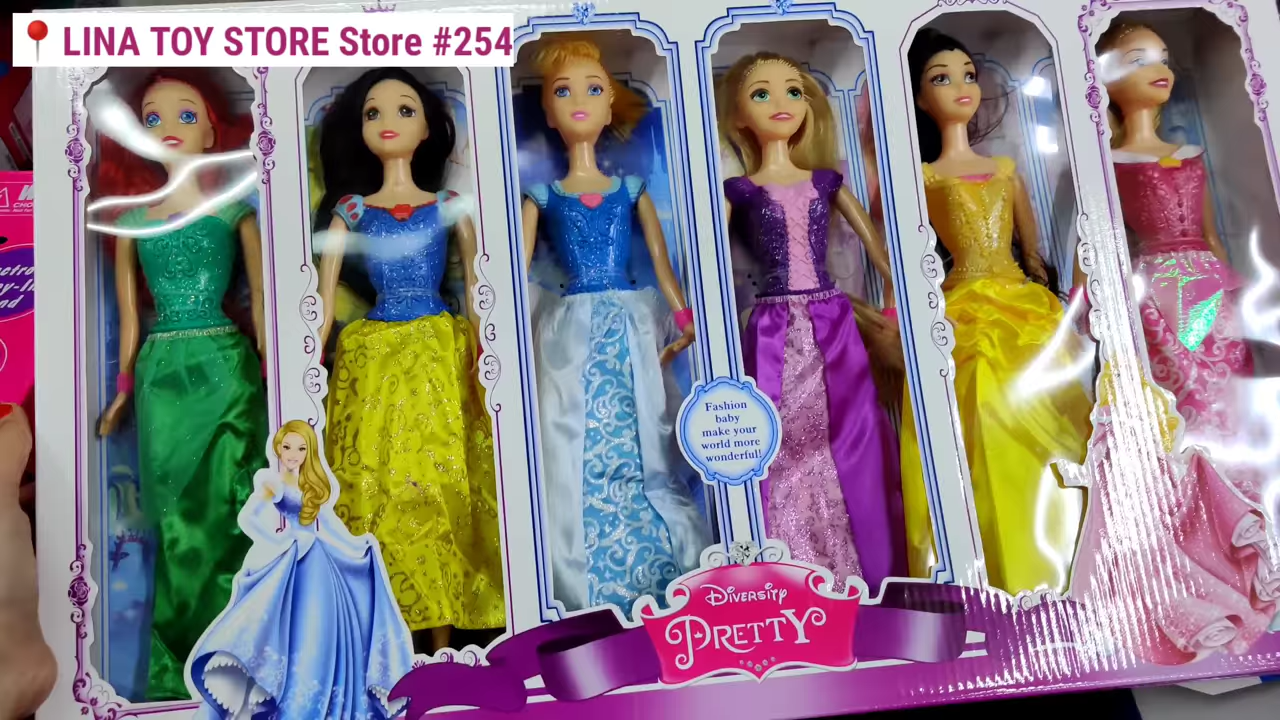 📍LINA TOY STORE Store #254
Fashion
baby
make your
world more
wonderful!
DIVERSITY
PRETTY